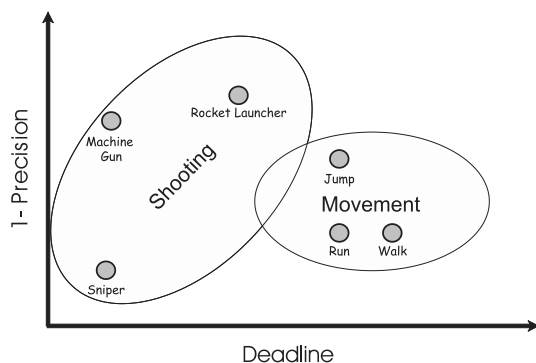 1- Precision
Rocket Launcher
Machine
Gun
Shooting
Jump
Movement
Run Walk
Sniper
Deadline